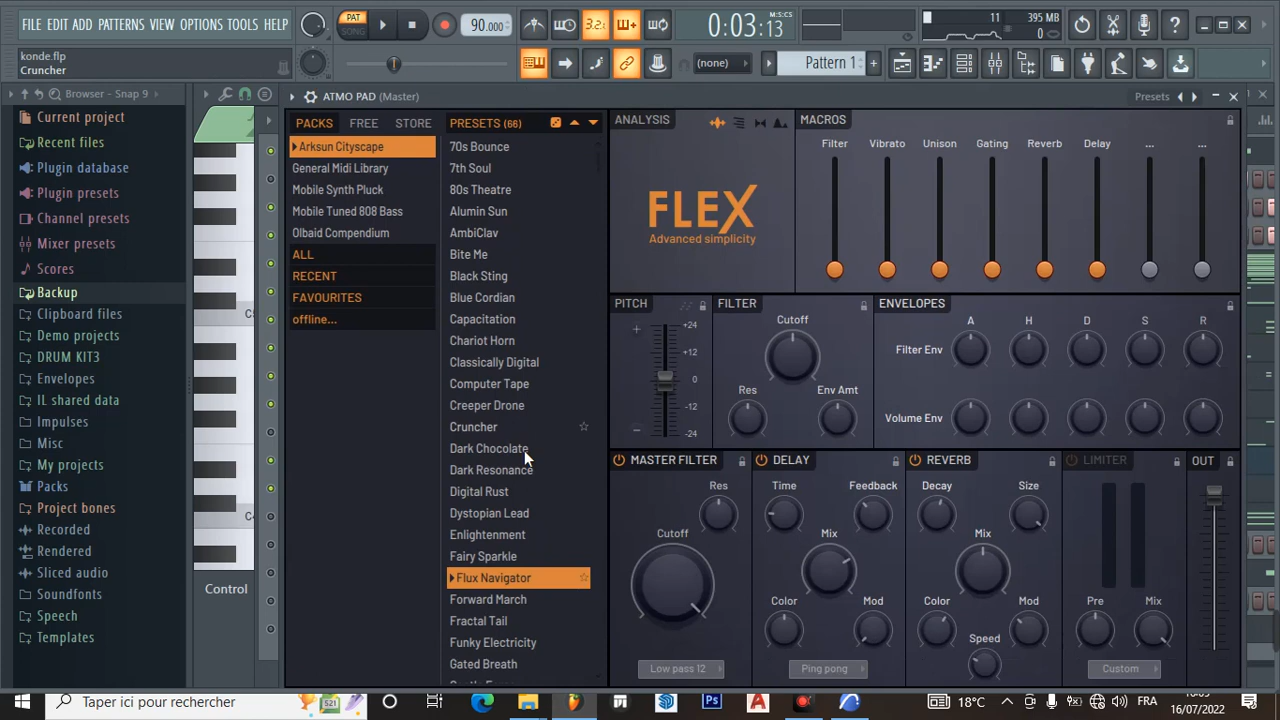 FILE EDIT ADD PATTERNS VIEW OPTIONS TOOLS HELP
konde.flp
Cruncher
PAT
SONG
90.000
3.2.
0:03:13
M:S:CS
11
395 MB
0
(none)
Pattern 1
Browser - Snap 9
Current project
Recent files
Plugin database
Plugin presets
Channel presets
Mixer presets
Scores
Backup
Clipboard files
Demo projects
DRUM KIT3
Envelopes
IL shared data
Impulses
Misc
My projects
Packs
Project bones
Recorded
Rendered
Sliced audio
Soundfonts
Speech
Templates
Control
ATMO PAD (Master)
Presets
PACKS
FREE
STORE
Arksun Cityscape
General Midi Library
Mobile Synth Pluck
Mobile Tuned 808 Bass
Olbaid Compendium
ALL
RECENT
FAVOURITES
offline...
PRESETS (66)
70s Bounce
7th Soul
80s Theatre
Alumin Sun
AmbiClav
Bite Me
Black Sting
Blue Cordian
Capacitation
Chariot Horn
Classically Digital
Computer Tape
Creeper Drone
Cruncher
Dark Chocolate
Dark Resonance
Digital Rust
Dystopian Lead
Enlightenment
Fairy Sparkle
Flux Navigator
Forward March
Fractal Tail
Funky Electricity
Gated Breath
ANALYSIS
FLEX
Advanced simplicity
MACROS
Filter Vibrato Unison Gating Reverb Delay ... ...
PITCH
+24
+12
0
-12
-24
FILTER
Cutoff
Res
Env Amt
ENVELOPES
A H D S R
Filter Env
Volume Env
MASTER FILTER
Res
Cutoff
Low pass 12
DELAY
Time
Feedback
Mix
Color
Mod
Ping pong
REVERB
Decay
Size
Mix
Color
Mod
Speed
LIMITER
Pre
Mix
Custom
OUT
Taper ici pour rechercher
18°C
FRA
16/07/2022